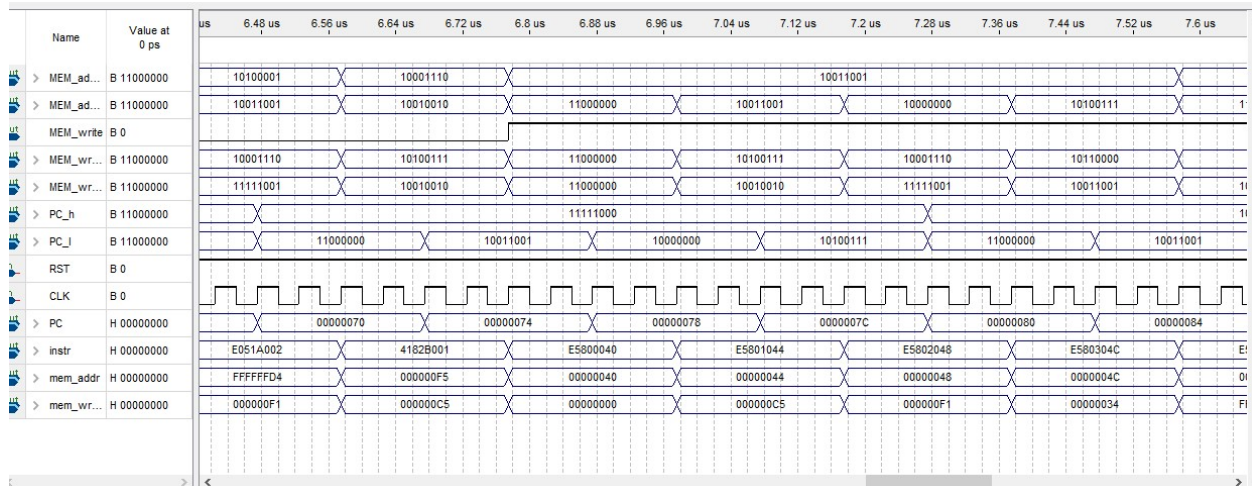 Name Value at 0 ps us 6.48 us 6.56 us 6.64 us 6.72 us 6.8 us 6.88 us 6.96 us 7.04 us 7.12 us 7.2 us 7.28 us 7.36 us 7.44 us 7.52 us 7.6 us
> MEM_ad... B 11000000 10100001 10001110 10011001
> MEM_ad... B 11000000 10011001 10010010 11000000 10011001 10000000 10100111 1
MEM_write B 0
> MEM_wr... B 11000000 10001110 10100111 11000000 10100111 10001110 10110000
> MEM_wr... B 11000000 11111001 10010010 11000000 10010010 11111001 10011001 10
> PC_h B 11000000 11111000 10
> PC_l B 11000000 11000000 10011001 10000000 10100111 11000000 10011001
RST B 0
CLK B 0
> PC H 00000000 00000070 00000074 00000078 0000007C 00000080 00000084
> instr H 00000000 E051A002 4182B001 E5800040 E5801044 E5802048 E580304C E5
> mem_addr H 00000000 FFFFFFD4 000000F5 00000040 00000044 00000048 0000004C 00
> mem_wr... H 00000000 000000F1 000000C5 00000000 000000C5 000000F1 00000034 FF